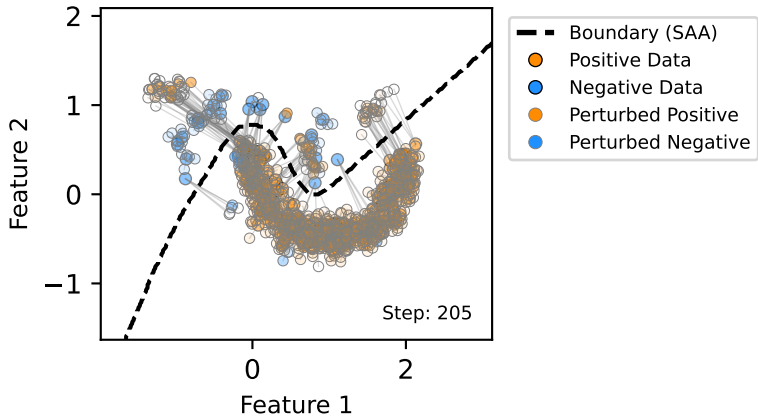 2
1
0
−1
Feature 2
0
2
Feature 1
Step: 205
Boundary (SAA)
Positive Data
Negative Data
Perturbed Positive
Perturbed Negative